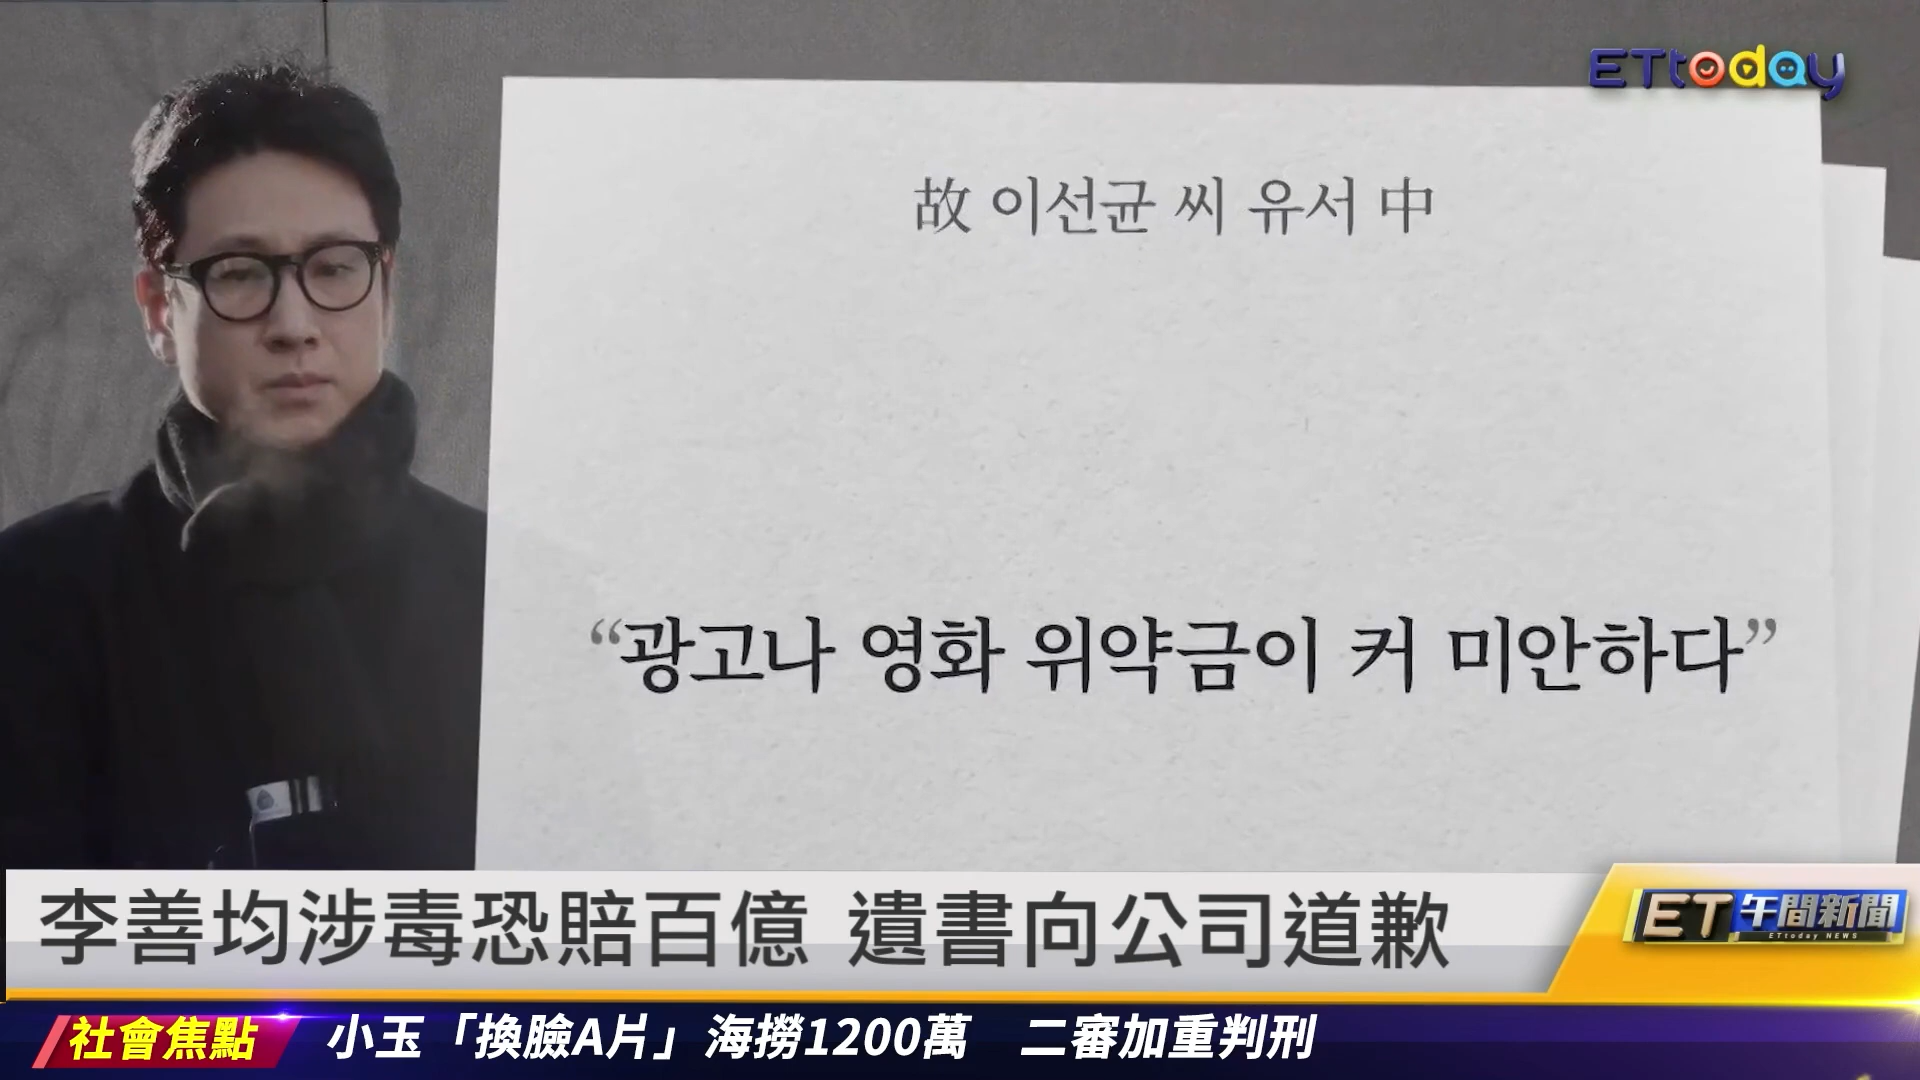 ETtoday
故 이선균 씨 유서 中
“광고나 영화 위약금이 커 미안하다”
李善均涉毒恐賠百億 遺書向公司道歉
ET午間新聞
ETtoday NEWS
社會焦點 小玉「換臉A片」海撈1200萬 二審加重判刑